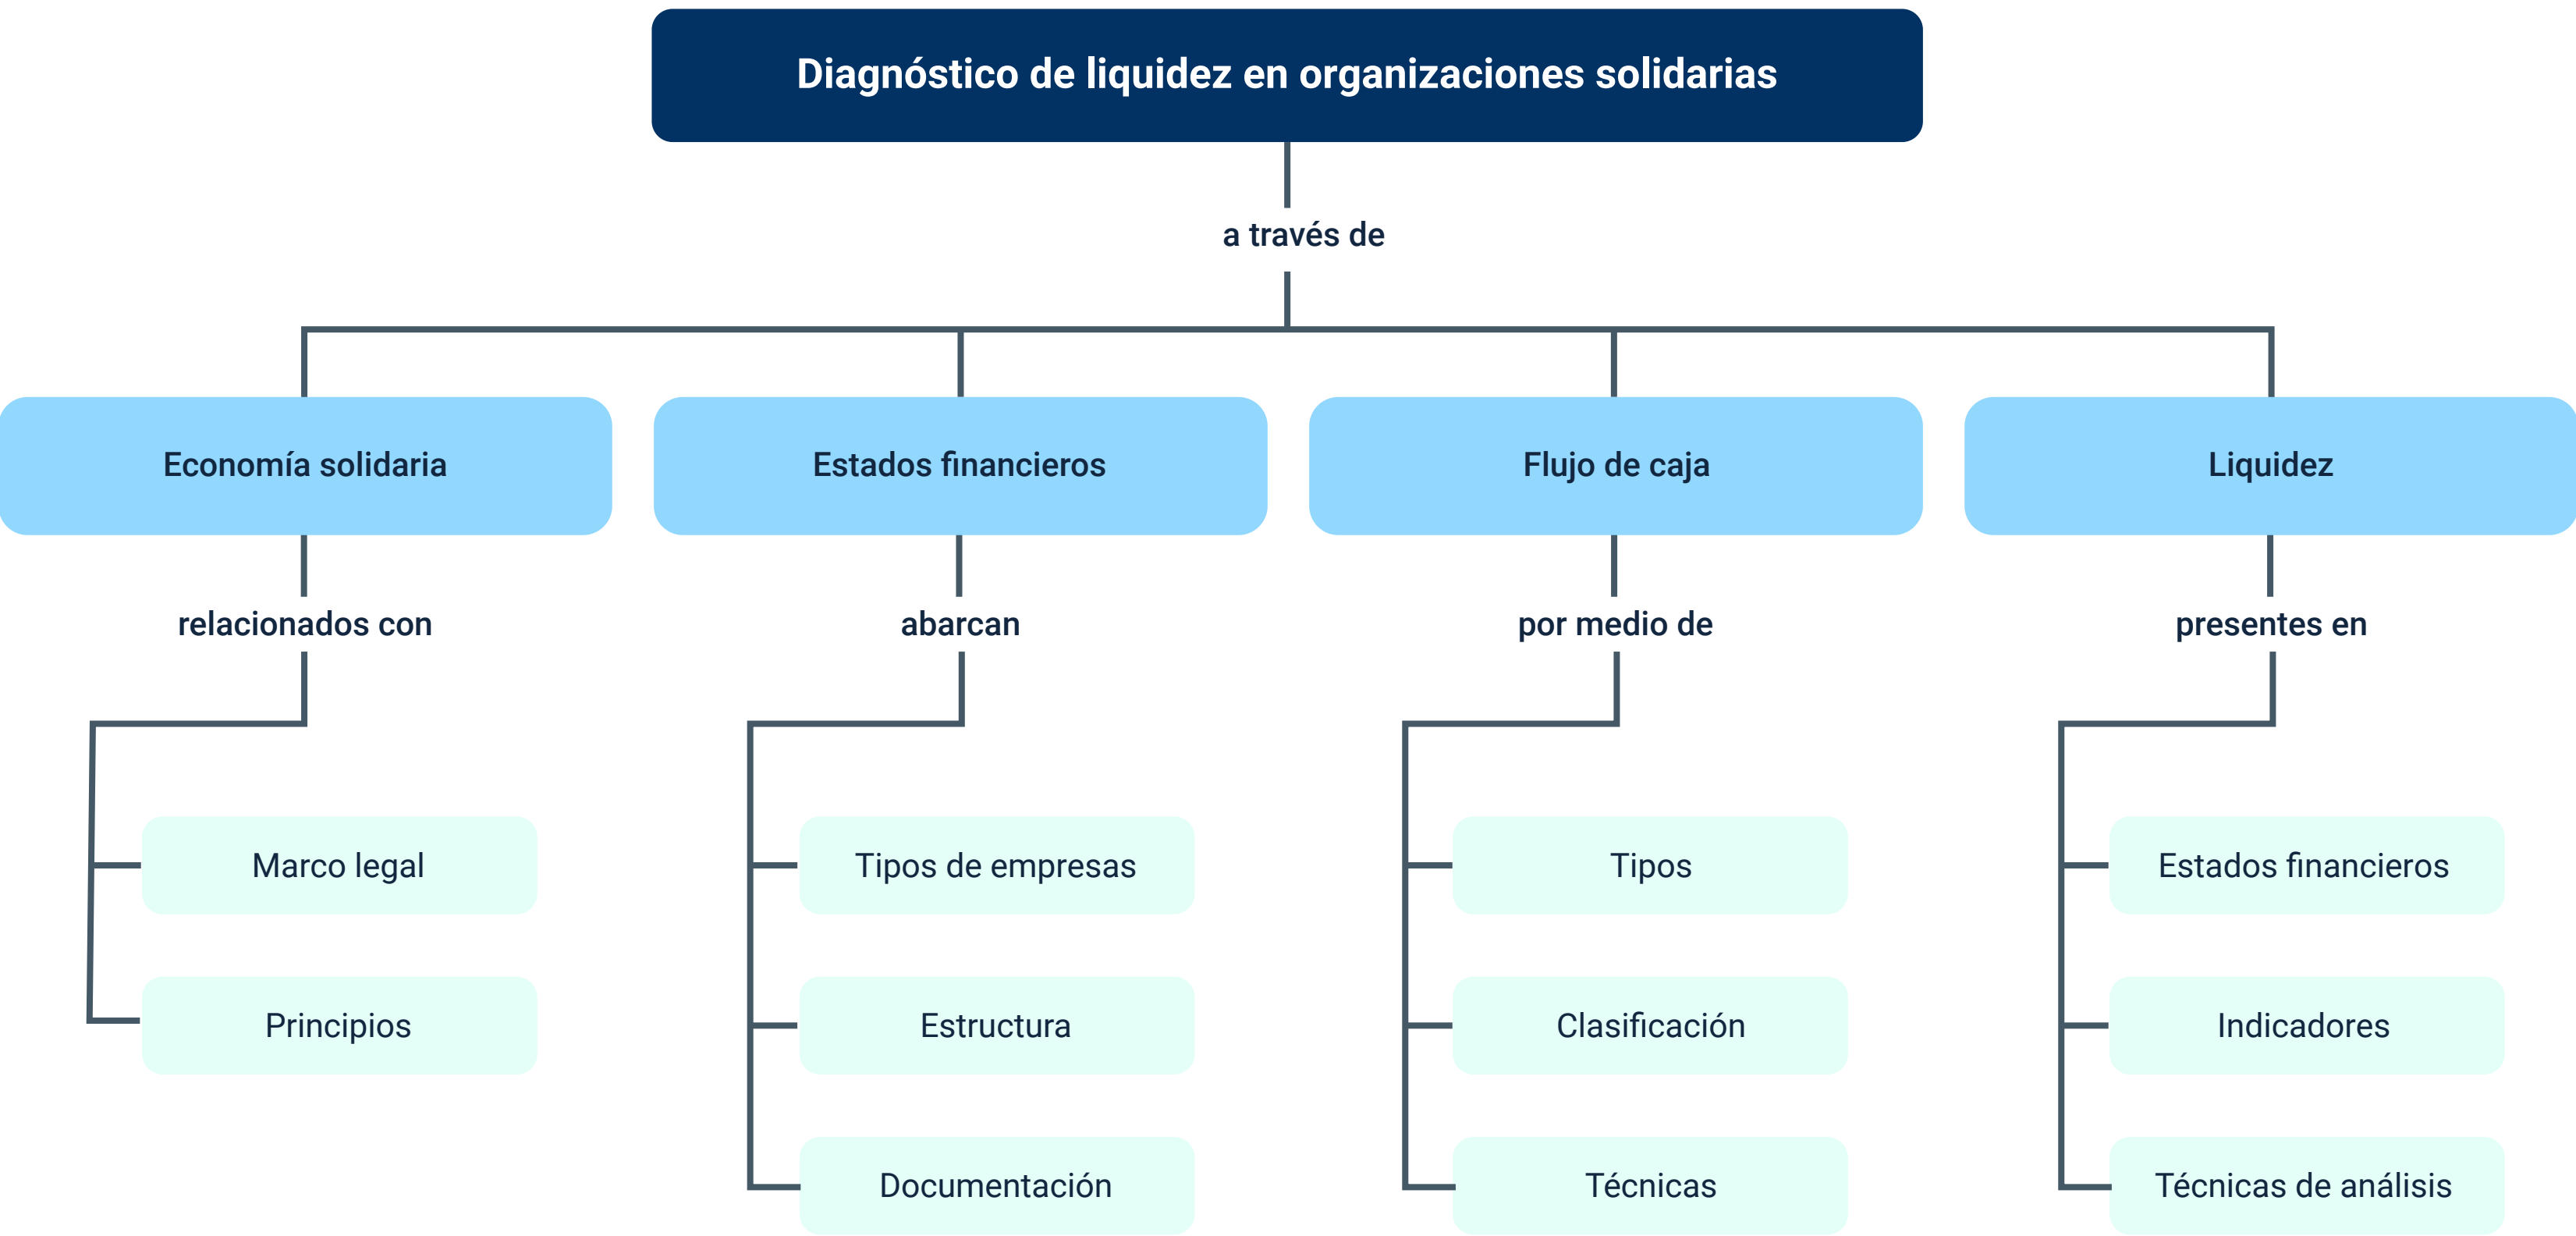 Diagnóstico de liquidez en organizaciones solidarias
a través de
Economía solidaria
Estados financieros
Flujo de caja
Liquidez
relacionados con
abarcan
por medio de
presentes en
Marco legal
Tipos de empresas
Tipos
Estados financieros
Principios
Estructura
Clasificación
Indicadores
Documentación
Técnicas
Técnicas de análisis